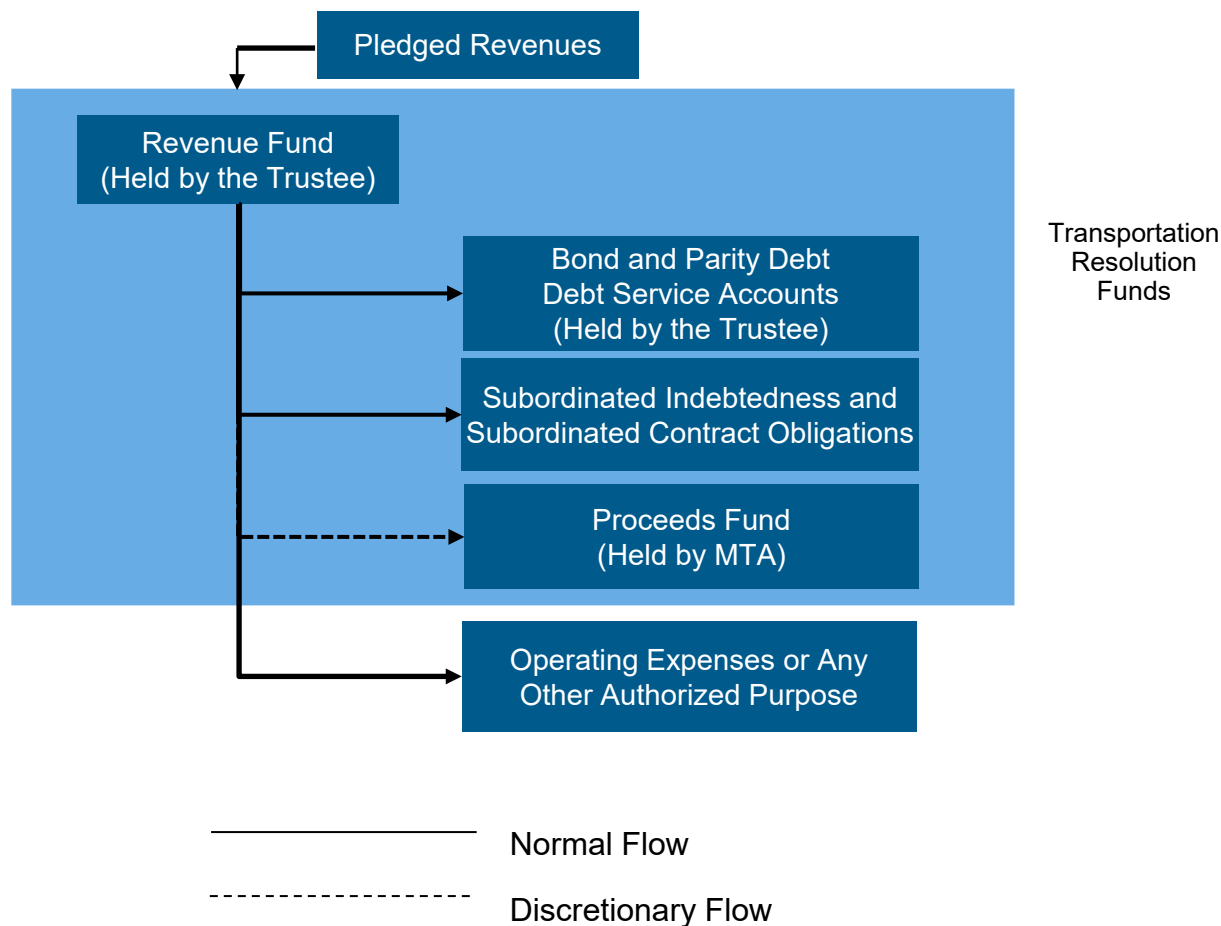 Pledged Revenues
Revenue Fund
(Held by the Trustee)
Transportation
Resolution
Funds
Bond and Parity Debt
Debt Service Accounts
(Held by the Trustee)
Subordinated Indebtedness and
Subordinated Contract Obligations
Proceeds Fund
(Held by MTA)
Operating Expenses or Any
Other Authorized Purpose
Normal Flow
Discretionary Flow